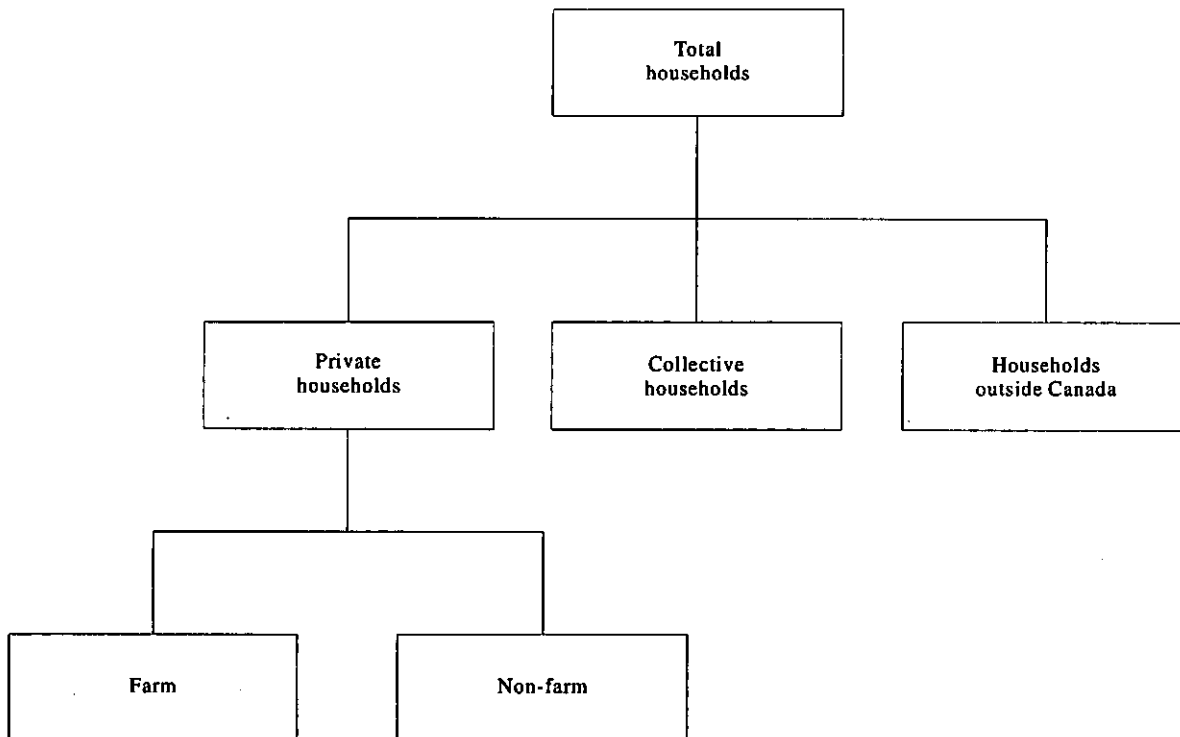 Total
households
Private
households
Collective
households
Households
outside Canada
Farm
Non-farm